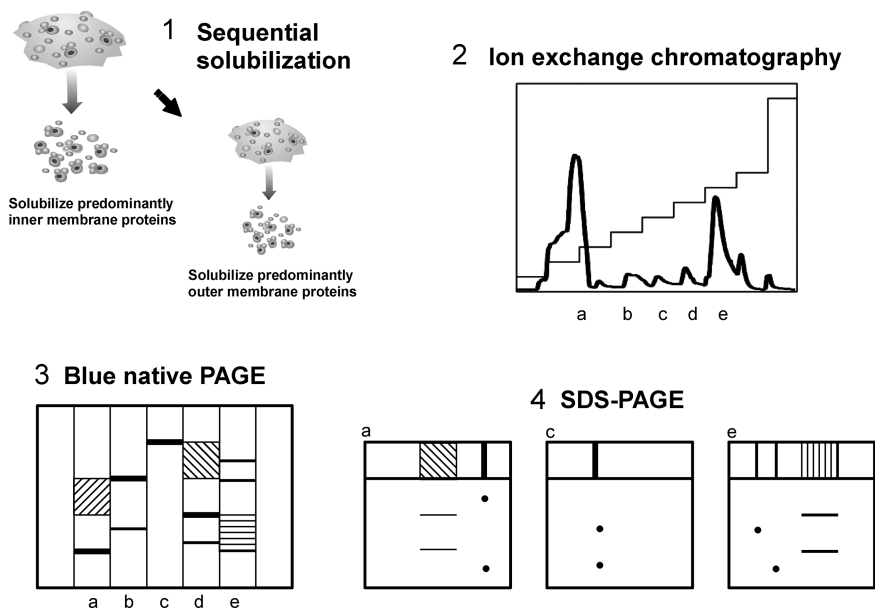 1 Sequential
solubilization
Solubilize predominantly
inner membrane proteins
Solubilize predominantly
outer membrane proteins
2 Ion exchange chromatography
a b c d e
3 Blue native PAGE
a b c d e
4 SDS-PAGE
a c e